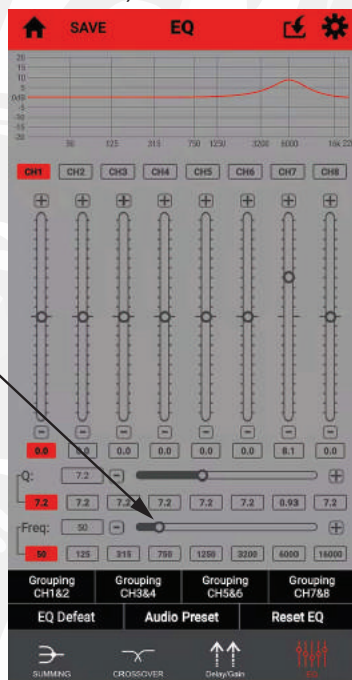 SAVE EQ
20
15
10
5
0dB
-5
-10
-15
-20
50 125 315 750 1250 3200 6000 16k 20
CH1 CH2 CH3 CH4 CH5 CH6 CH7 CH8
0.0 0.0 0.0 0.0 0.0 0.0 8.1 0.0
Q: 7.2
7.2 7.2 7.2 7.2 7.2 7.2 0.93 7.2
Freq: 50
50 125 315 750 1250 3200 6000 16000
Grouping CH1&2 Grouping CH3&4 Grouping CH5&6 Grouping CH7&8
EQ Defeat Audio Preset Reset EQ
SUMMING CROSSOVER Delay/Gain EQ